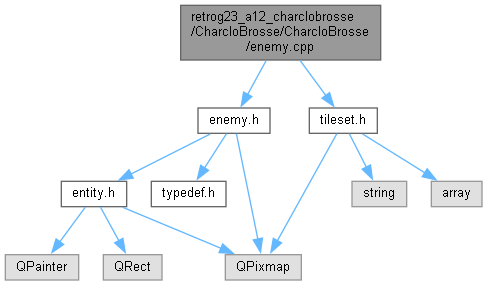 retrog23_a12_charclobrosse
/CharcloBrosse/CharcloBrosse
/enemy.cpp
enemy.h
tileset.h
entity.h
typedef.h
string
array
QPainter
QRect
QPixmap